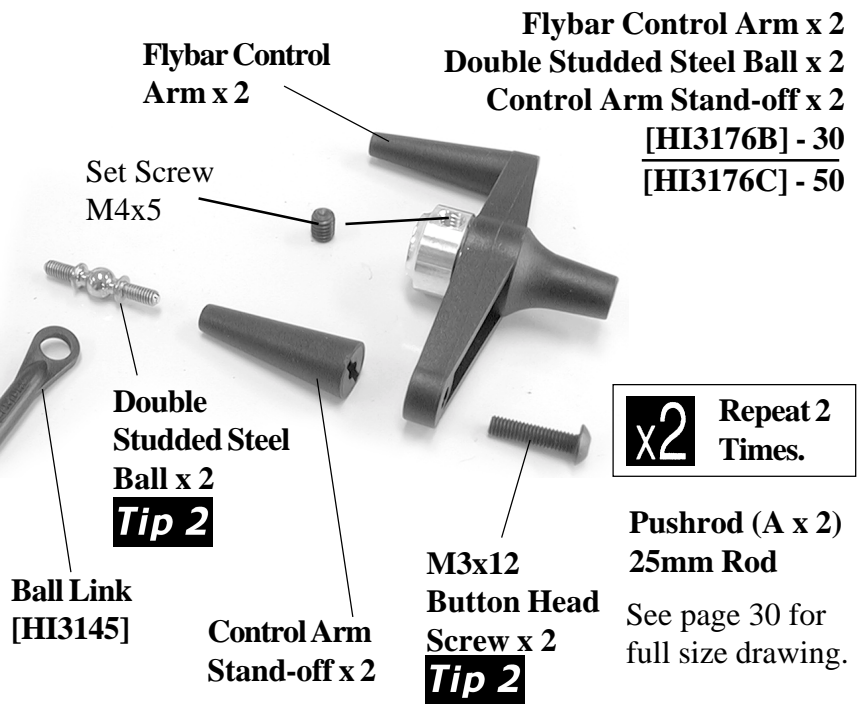 Flybar Control Arm x 2
Double Studded Steel Ball x 2
Control Arm Stand-off x 2
[HI3176B] - 30
[HI3176C] - 50
Flybar Control
Arm x 2
Set Screw
M4x5
Double
Studded Steel
Ball x 2
Tip 2
Ball Link
[HI3145]
Control Arm
Stand-off x 2
M3x12
Button Head
Screw x 2
Tip 2
x2
Repeat 2
Times.
Pushrod (A x 2)
25mm Rod
See page 30 for
full size drawing.